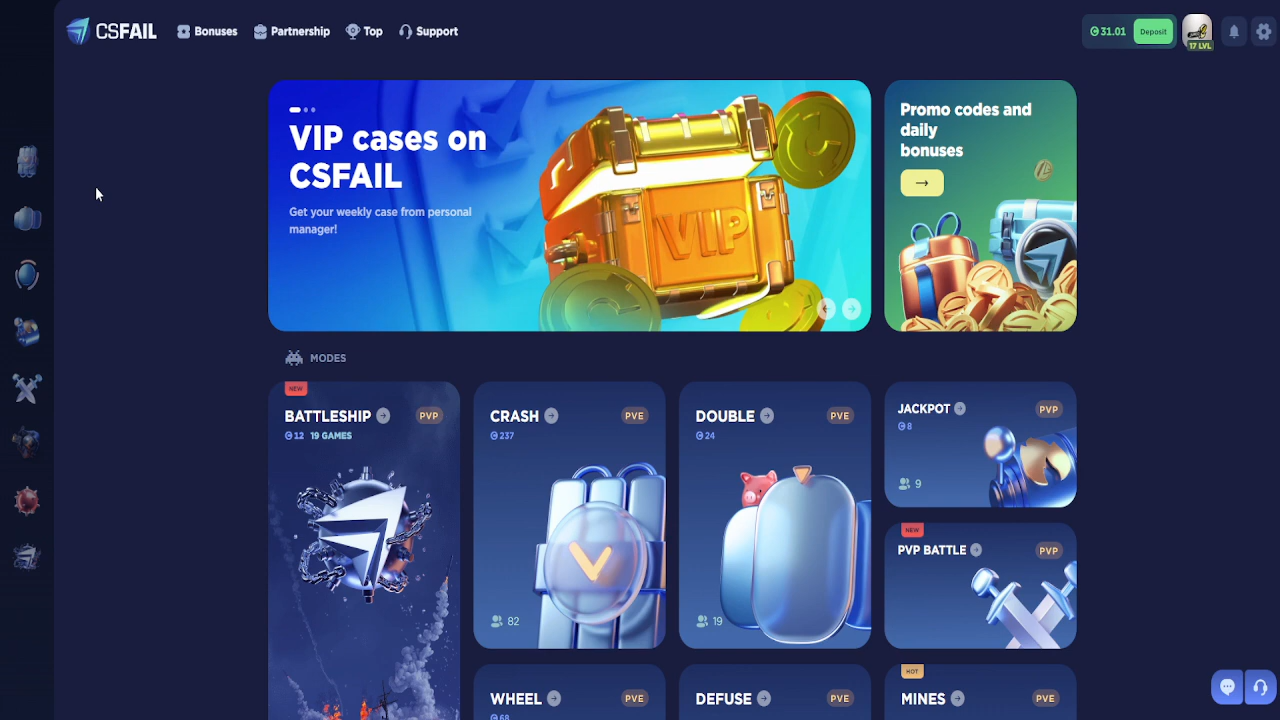 CSFAIL
Bonuses
Partnership
Top
Support
31.01
Deposit
17 LVL
VIP cases on
CSFAIL
Get your weekly case from personal
manager!
VIP
Promo codes and
daily
bonuses
MODES
NEW
BATTLESHIP
PVP
12 19 GAMES
CRASH
PVE
237
82
DOUBLE
PVE
24
19
JACKPOT
PVP
8
9
NEW
PVP BATTLE
PVP
WHEEL
PVE
68
DEFUSE
PVE
HOT
MINES
PVE